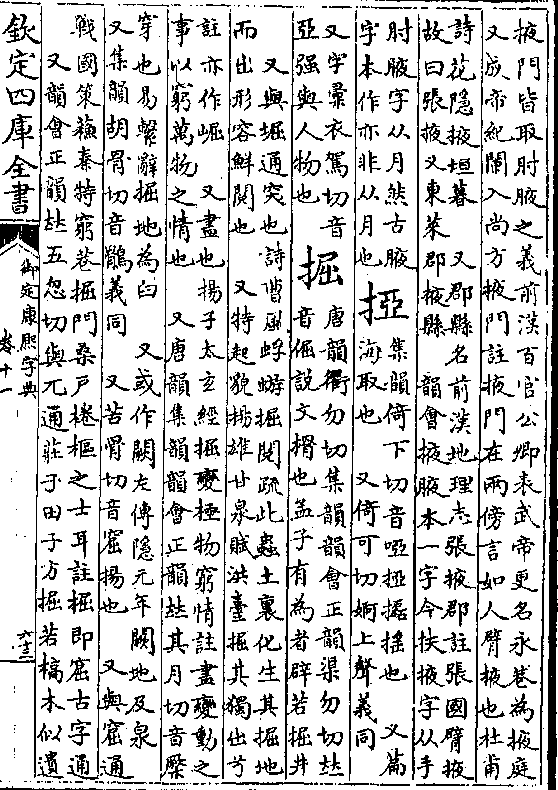 掖門皆取肘腋之義前漢百官公卿表武帝更名永巷為掖庭
又成帝紀闌入尚方掖門註掖門在兩傍言如人臂掖也杜甫
詩花隱掖垣暮　又郡縣名前漢地理志張掖郡註張國臂掖
故曰張掖又東萊郡掖縣　韻會掖腋本一字今扶掖字从手
肘腋字从月然古腋
字本作亦非从月也
掗
集韻倚下切音啞掗擾搖也　又篇
海取也　又倚可切婀上聲義同
又字彙衣駕切音
亞强與人物也
掘
唐韻衢勿切集韻韻會正韻渠勿切𠀤
音倔說文搰也孟子有為者辟若掘井
又與堀通突也詩曹風蜉蝣掘閱疏此蟲土裏化生其掘地
而出形容鮮閱也　又特起貌揚雄甘泉賦洪臺掘其獨出兮
註亦作崛　又盡也揚子太玄經掘變極物窮情註盡變動之
事以窮萬物之情也　又唐韻集韻韻會正韻𠀤其月切音橜
穿也易繫辭掘地為臼　又或作闕左傳隱元年闕地及泉
又集韻胡骨切音鶻義同　又苦骨切音窟揚也　又與窟通
戰國策蘇秦特窮巷掘門桑戸棬樞之士耳註掘即窟古字通
又韻會正韻𠀤五忽切與兀通莊子田子方掘若槁木似遺
欽定四庫全書
御定康熙字典
卷十一